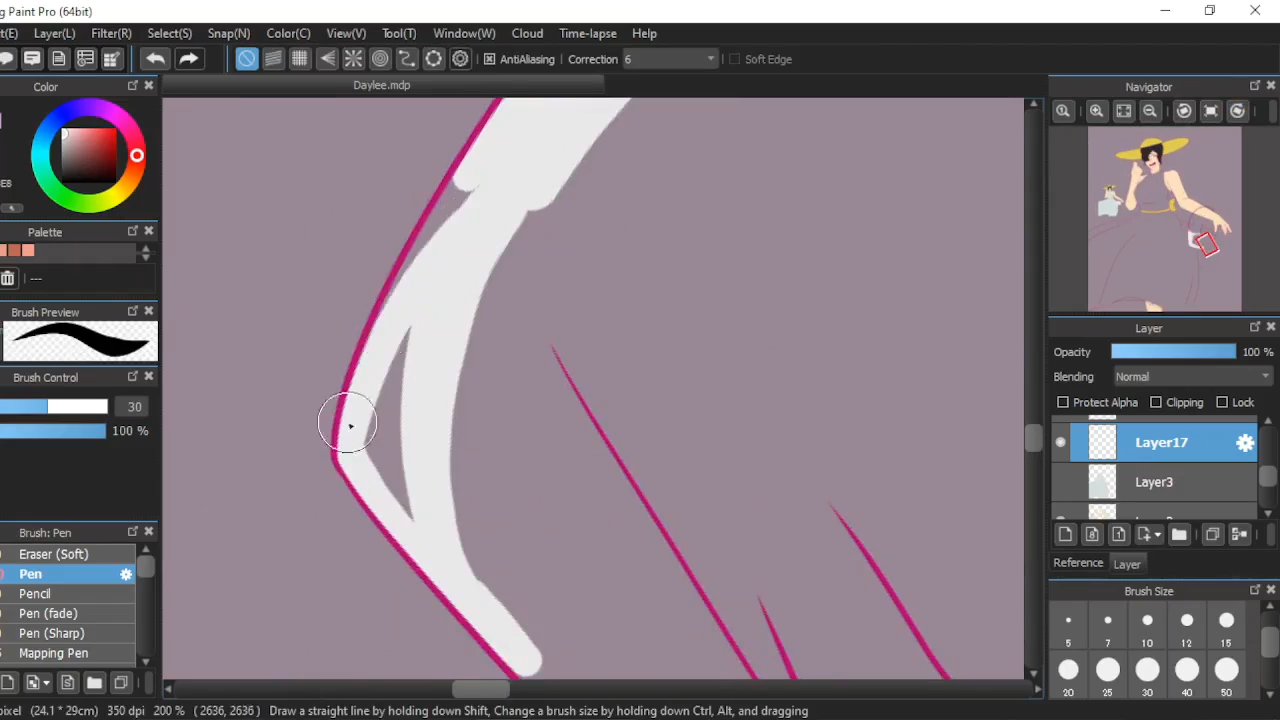 ng Paint Pro (64bit)
t(E) Layer(L) Filter(R) Select(S) Snap(N) Color(C) View(V) Tool(T) Window(W) Cloud Time-lapse Help
AntiAliasing Correction 6 Soft Edge
Color
Daylee.mdp
Navigator
E8
Palette
---
Brush Preview
Layer
Opacity 100 %
Brush Control
Blending Normal
30
Protect Alpha Clipping Lock
100 %
Layer17
Layer3
Brush: Pen
Eraser (Soft)
Pen
Pencil
Pen (fade)
Pen (Sharp)
Mapping Pen
Reference Layer
Brush Size
5 7 10 12 15
20 25 30 40 50
pixel (24.1 * 29cm) 350 dpi 200 % (2636, 2636) Draw a straight line by holding down Shift, Change a brush size by holding down Ctrl, Alt, and dragging